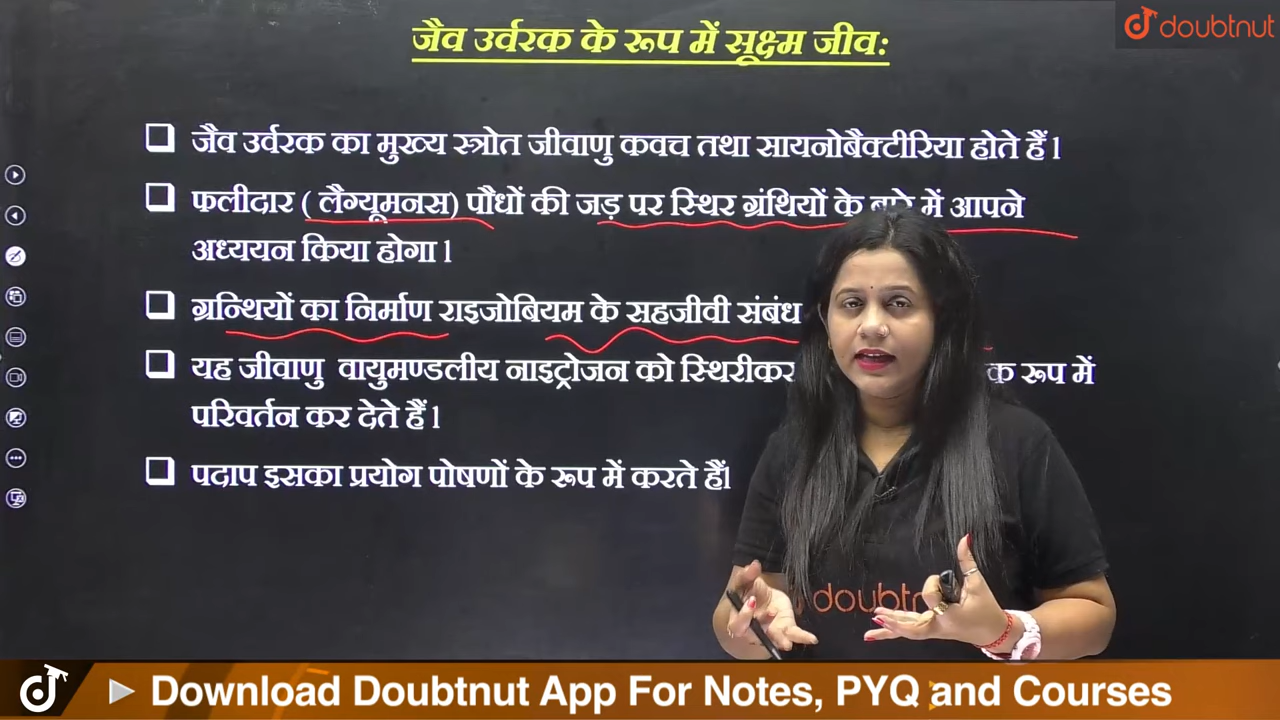 जैव उर्वरक के रूप में सूक्ष्म जीव:
doubtnut
जैव उर्वरक का मुख्य स्त्रोत जीवाणु कवच तथा सायनोबैक्टीरिया होते हैं l
फलीदार ( लैग्यूमनस) पौधों की जड़ पर स्थिर ग्रंथियों के बारे में आपने
अध्ययन किया होगा l
ग्रन्थियों का निर्माण राइजोबियम के सहजीवी संबंध
यह जीवाणु वायुमण्डलीय नाइट्रोजन को स्थिरीकर क रूप में
परिवर्तन कर देते हैं l
पदाप इसका प्रयोग पोषणों के रूप में करते हैं।
doubtn
Download Doubtnut App For Notes, PYQ and Courses